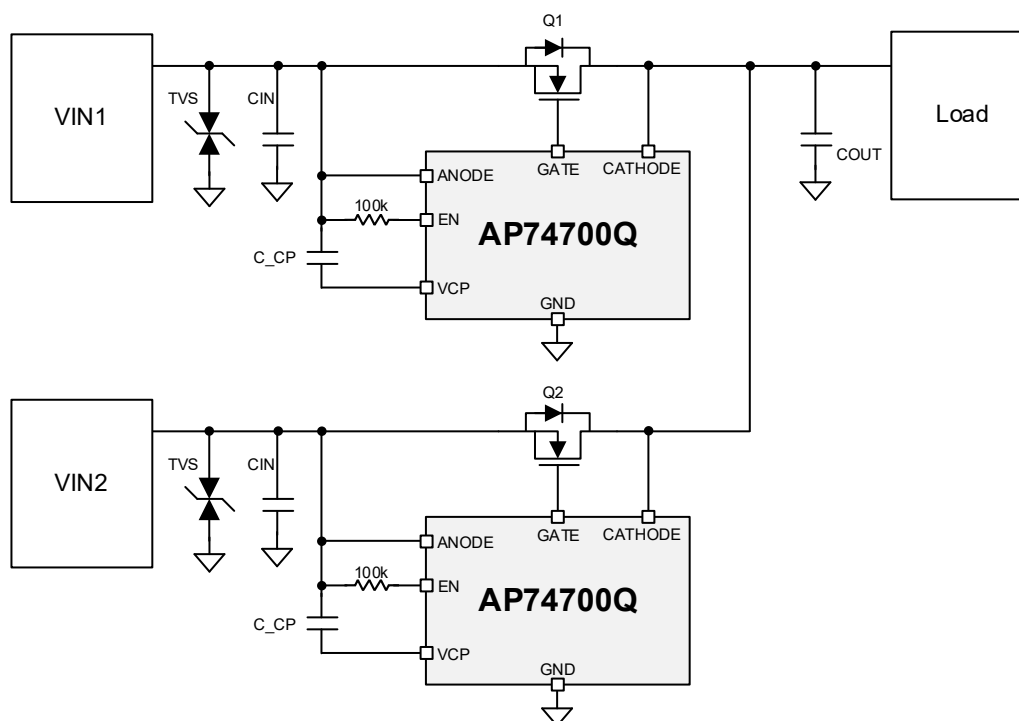 Q1
VIN1
TVS
CIN
Load
COUT
ANODE
GATE
CATHODE
100k
EN
AP74700Q
C_CP
VCP
GND
Q2
VIN2
TVS
CIN
ANODE
GATE
CATHODE
100k
EN
AP74700Q
C_CP
VCP
GND